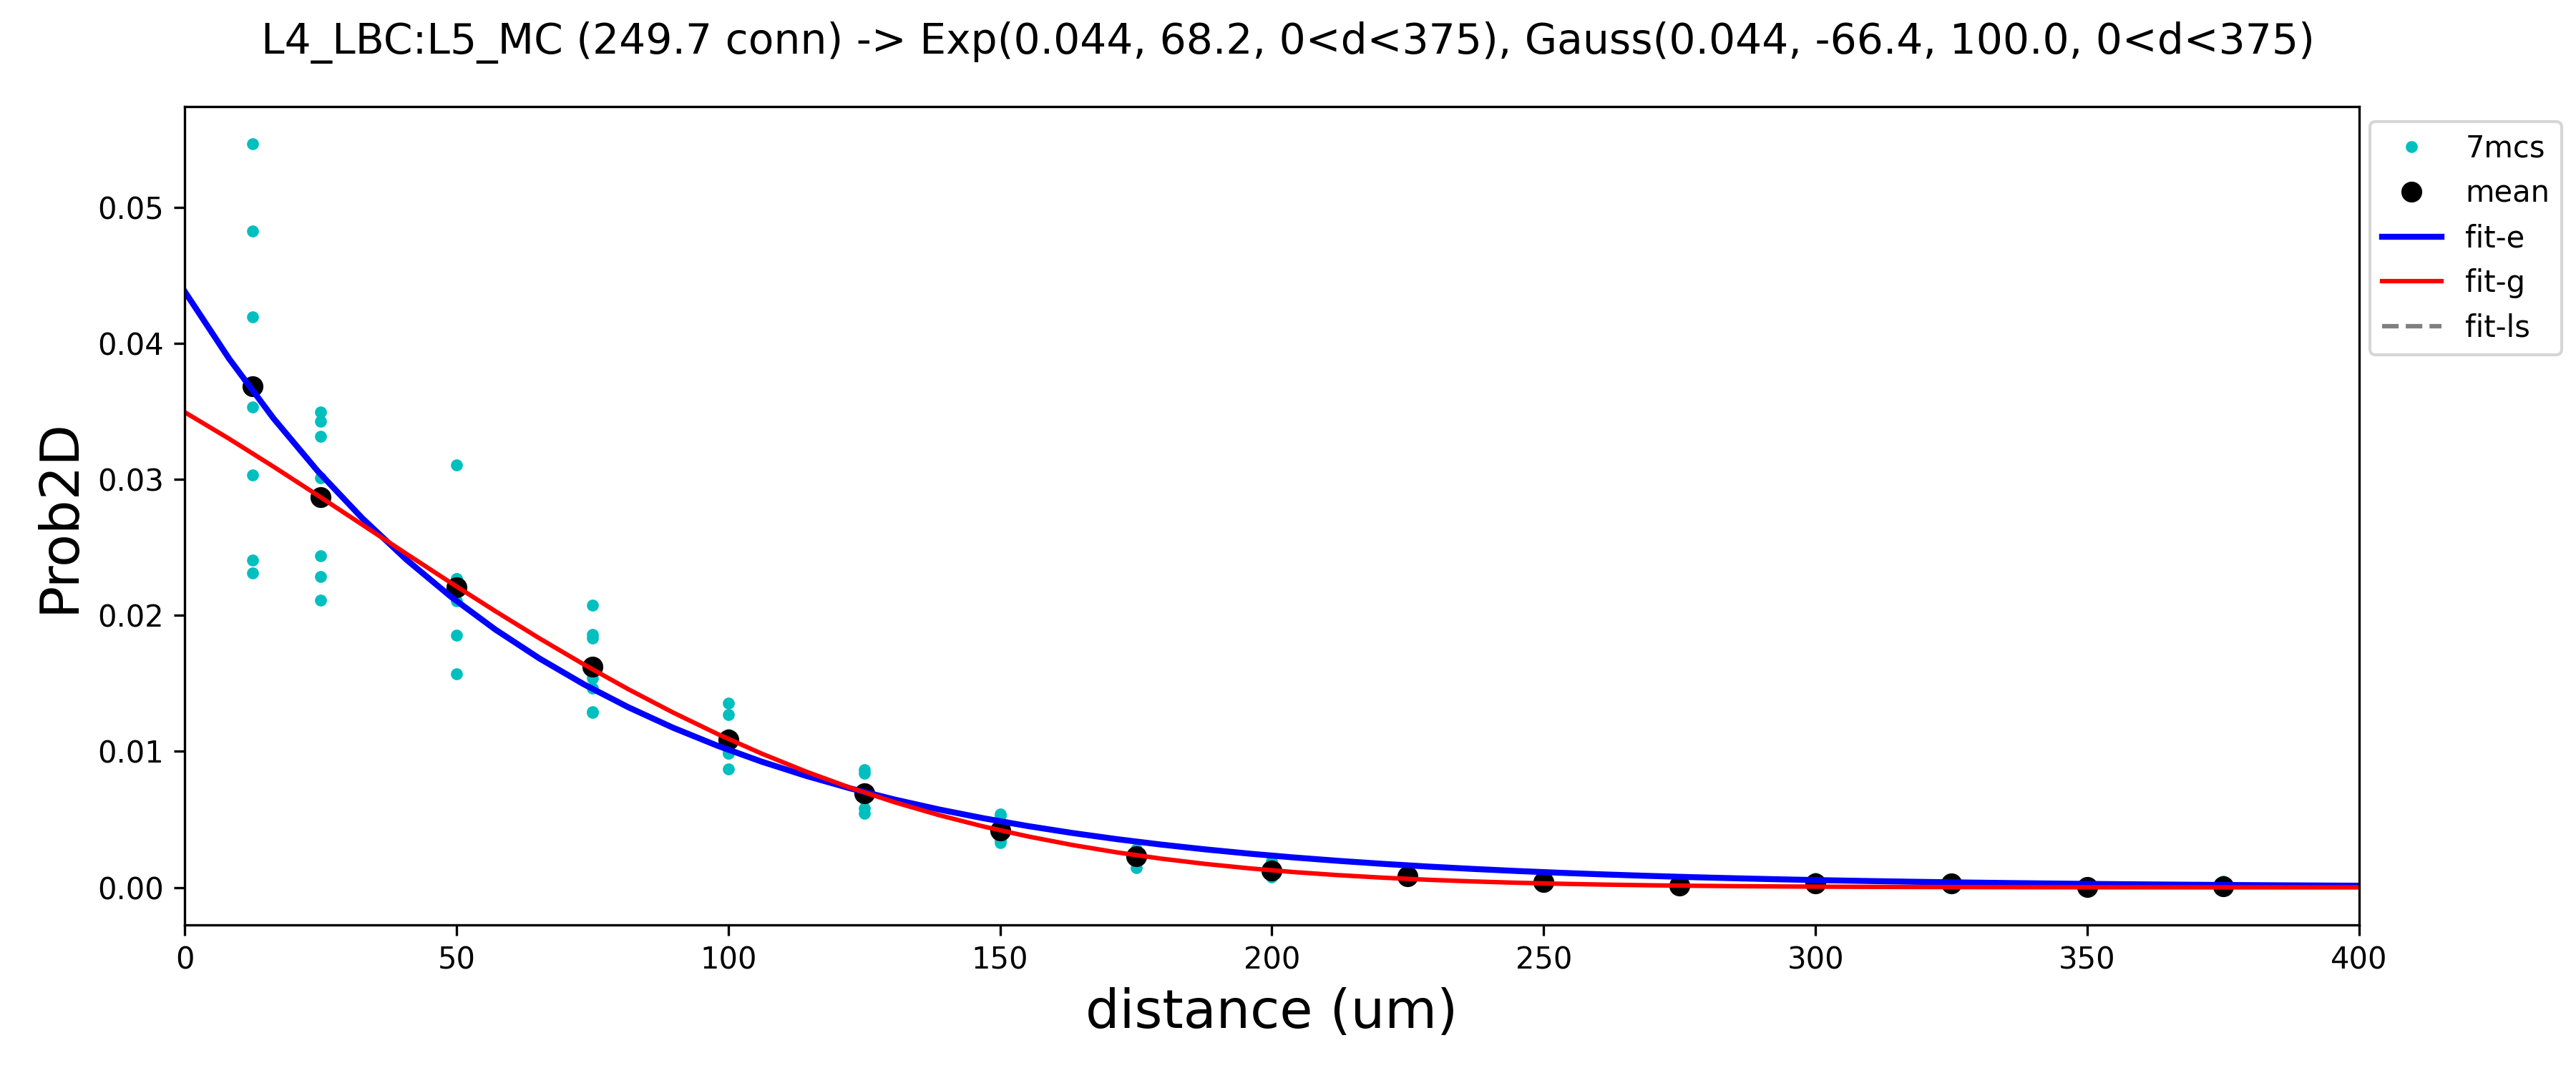 L4_LBC:L5_MC (249.7 conn) -> Exp(0.044, 68.2, 0<d<375), Gauss(0.044, -66.4, 100.0, 0<d<375)
7mcs
mean
fit-e
fit-g
fit-ls
Prob2D
0.05
0.04
0.03
0.02
0.01
0.00
0 50 100 150 200 250 300 350 400
distance (um)